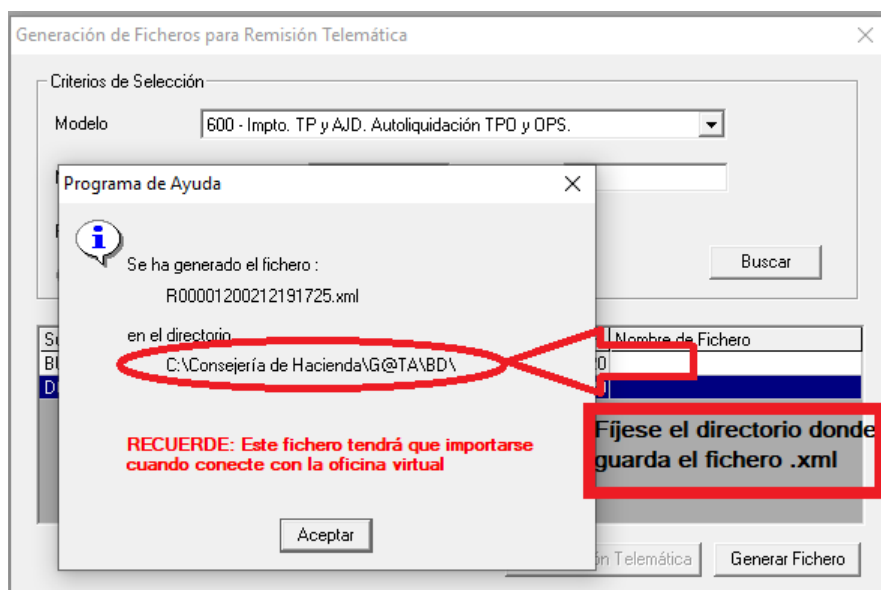 Generación de Ficheros para Remisión Telemática
Criterios de Selección
Modelo
600 - Impto. TP y AJD. Autoliquidación TPO y OPS.
Programa de Ayuda
Se ha generado el fichero :
R00001200212191725.xml
Buscar
en el directorio
Nombre de Fichero
C:\Consejería de Hacienda\G@TA\BD\
RECUERDE: Este fichero tendrá que importarse
cuando conecte con la oficina virtual
Fíjese el directorio donde
guarda el fichero .xml
Aceptar
Telemática
Generar Fichero